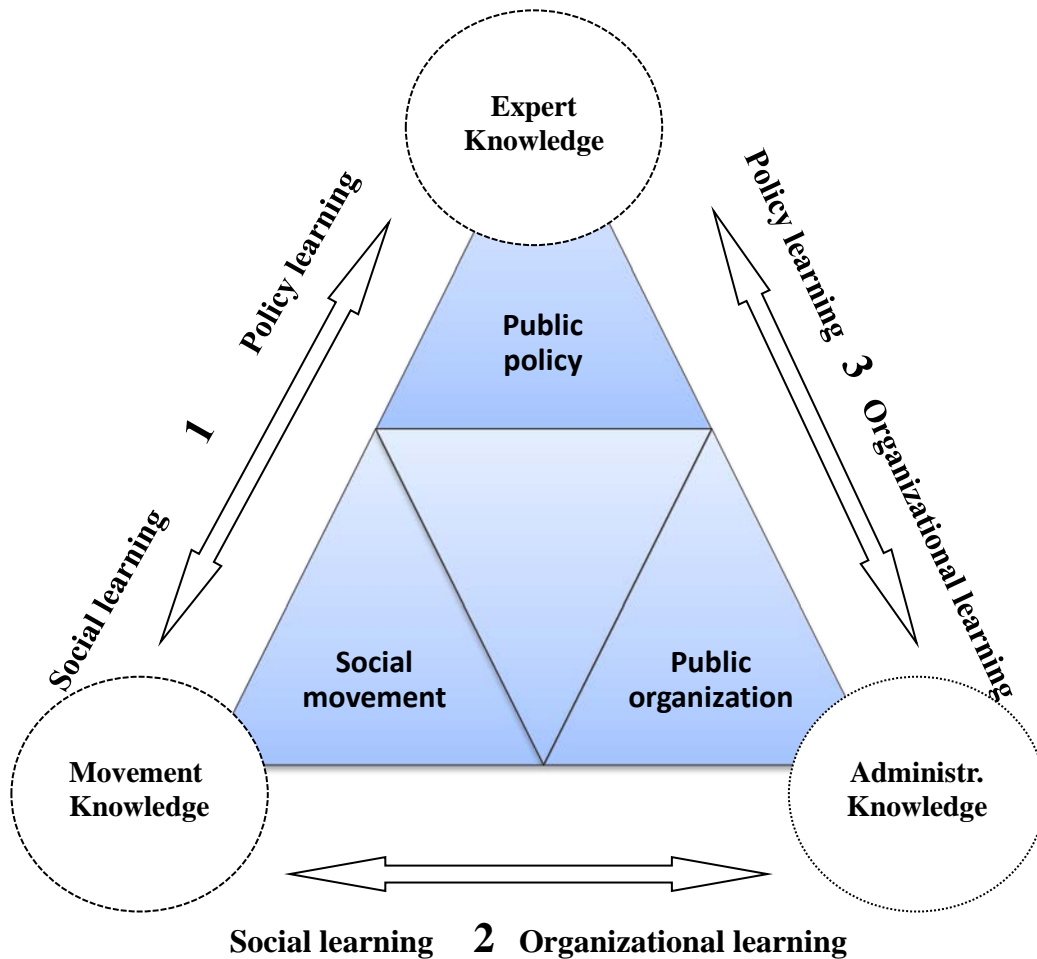 Expert
Knowledge
Policy learning
1
Social learning
Policy learning
3
Organizational learning
Public
policy
Social
movement
Public
organization
Movement
Knowledge
Administr.
Knowledge
Social learning 2 Organizational learning